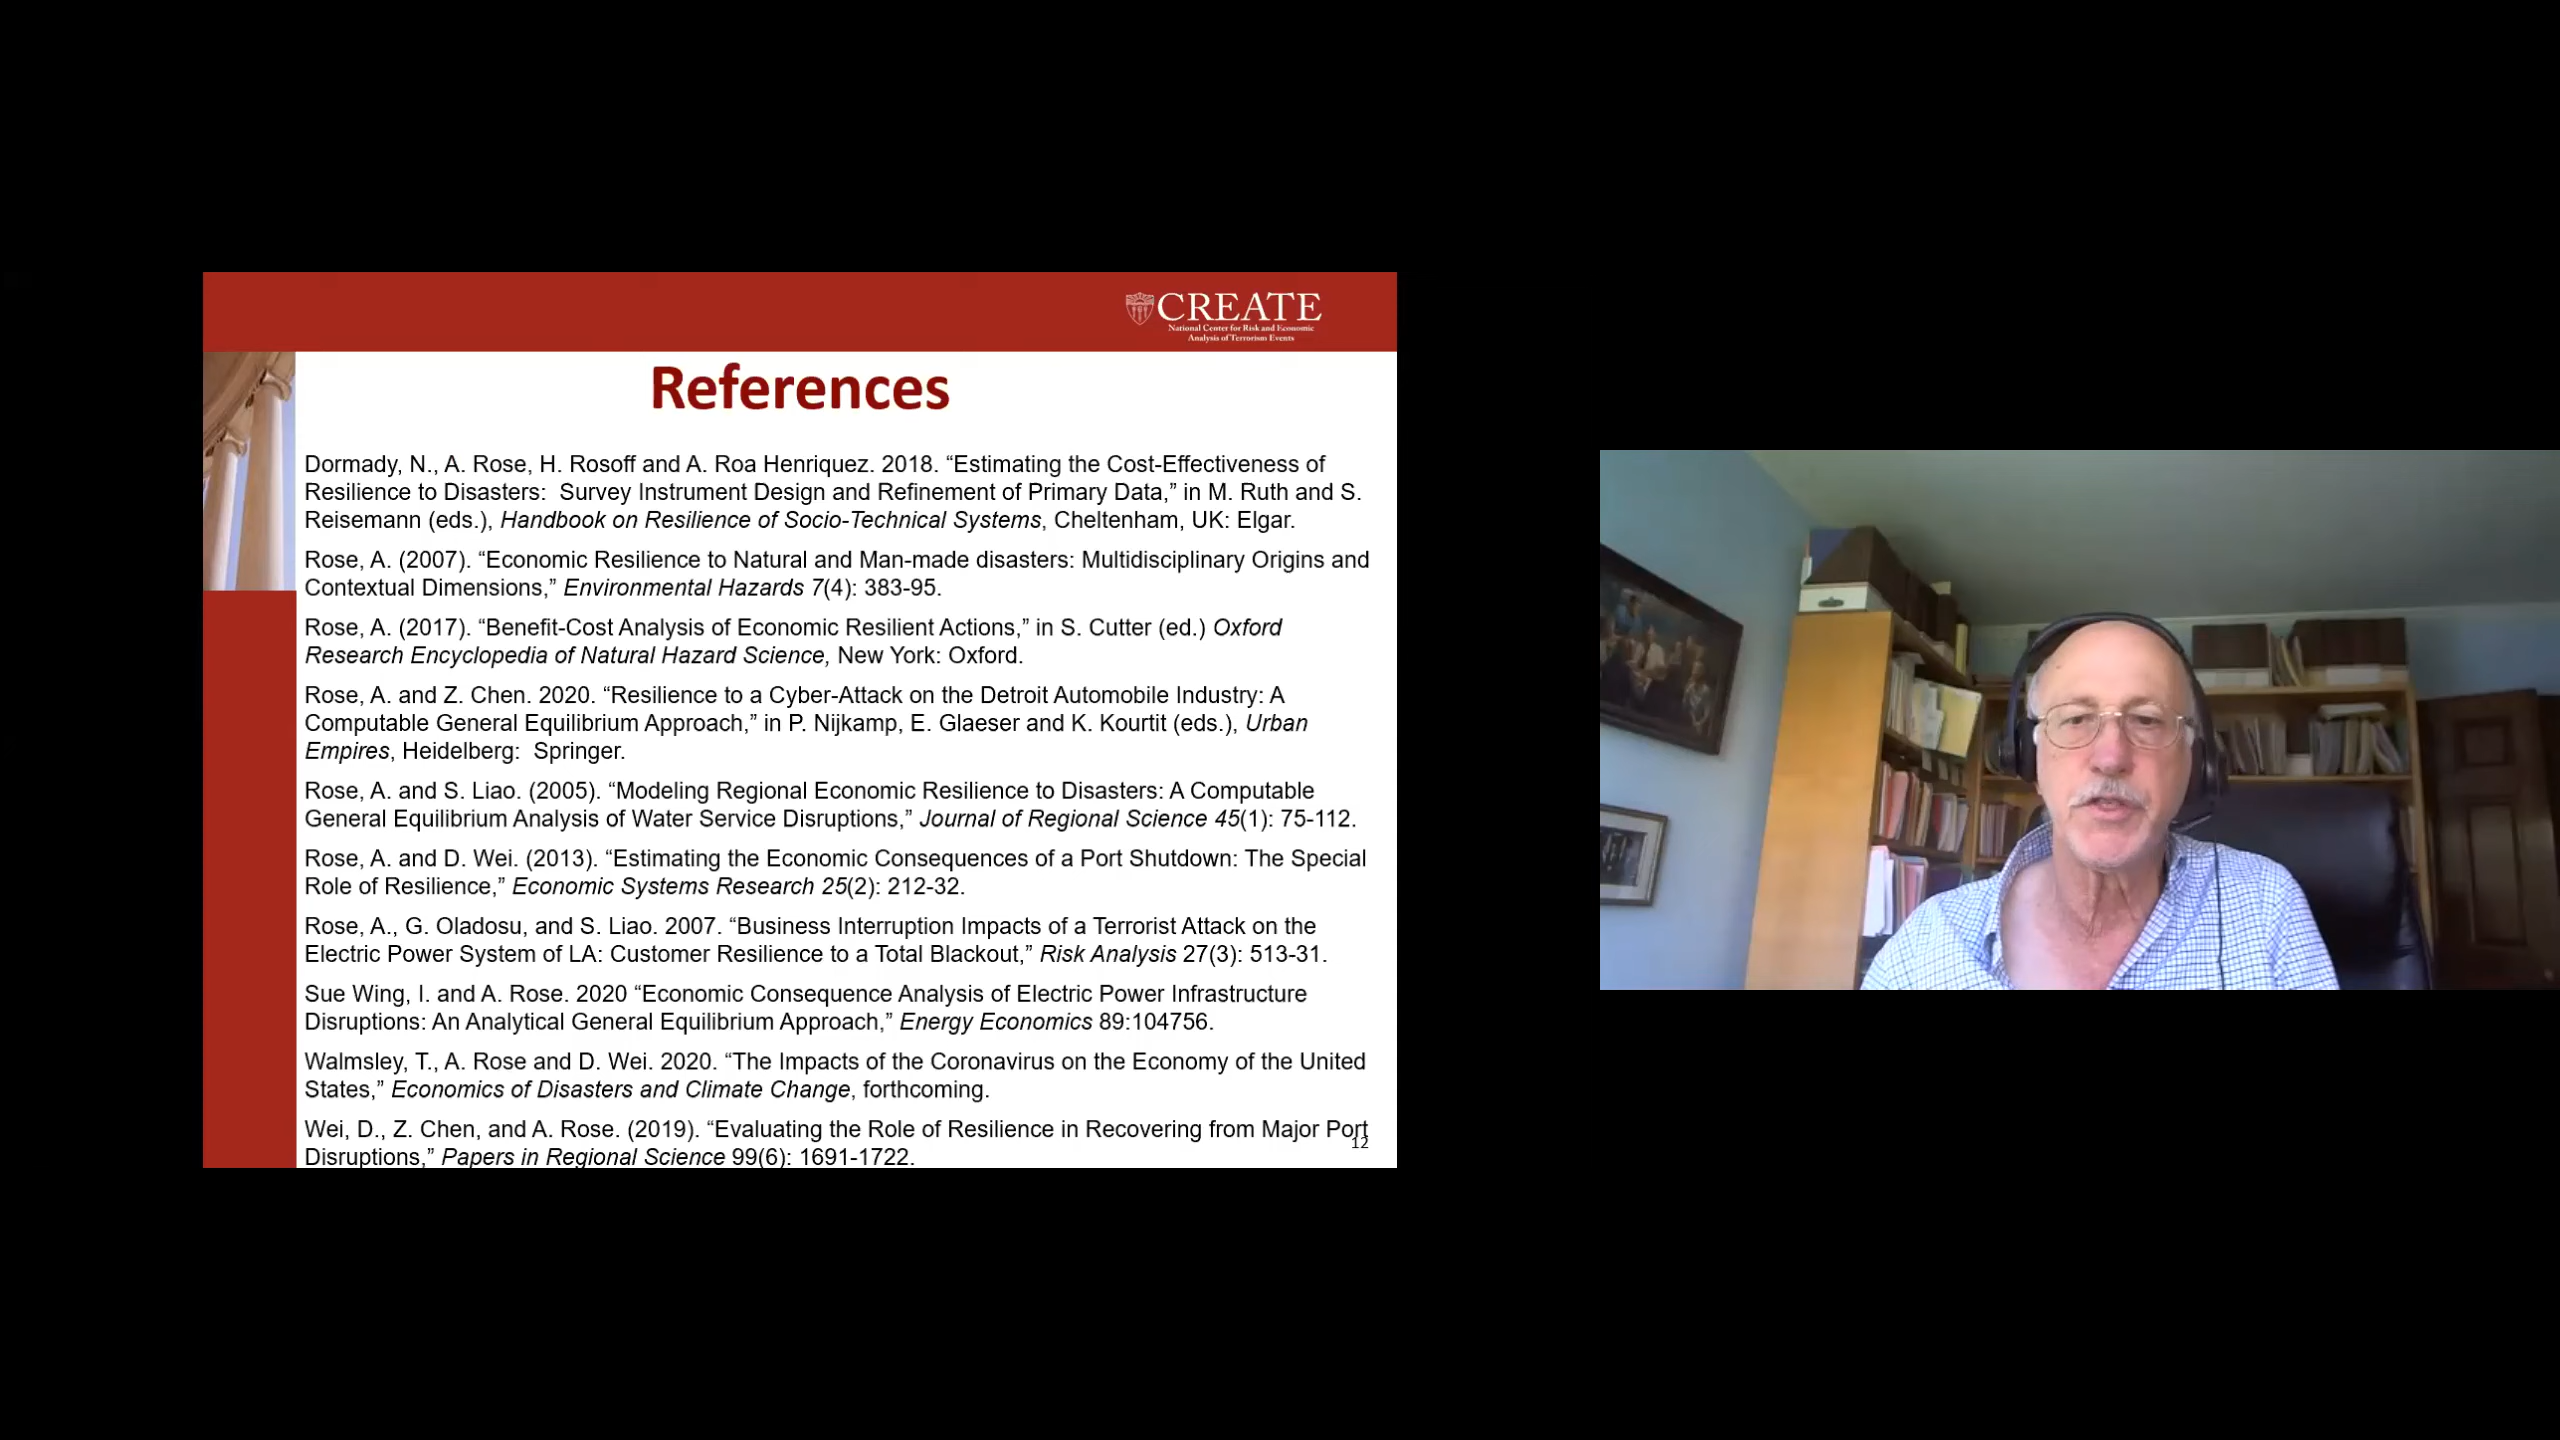 CREATE
National Center for Risk and Economic
Analysis of Terrorism Events
References
Dormady, N., A. Rose, H. Rosoff and A. Roa Henriquez. 2018. “Estimating the Cost-Effectiveness of
Resilience to Disasters:  Survey Instrument Design and Refinement of Primary Data,” in M. Ruth and S.
Reisemann (eds.), Handbook on Resilience of Socio-Technical Systems, Cheltenham, UK: Elgar.
Rose, A. (2007). “Economic Resilience to Natural and Man-made disasters: Multidisciplinary Origins and
Contextual Dimensions,” Environmental Hazards 7(4): 383-95.
Rose, A. (2017). “Benefit-Cost Analysis of Economic Resilient Actions,” in S. Cutter (ed.) Oxford
Research Encyclopedia of Natural Hazard Science, New York: Oxford.
Rose, A. and Z. Chen. 2020. “Resilience to a Cyber-Attack on the Detroit Automobile Industry: A
Computable General Equilibrium Approach,” in P. Nijkamp, E. Glaeser and K. Kourtit (eds.), Urban
Empires, Heidelberg:  Springer.
Rose, A. and S. Liao. (2005). “Modeling Regional Economic Resilience to Disasters: A Computable
General Equilibrium Analysis of Water Service Disruptions,” Journal of Regional Science 45(1): 75-112.
Rose, A. and D. Wei. (2013). “Estimating the Economic Consequences of a Port Shutdown: The Special
Role of Resilience,” Economic Systems Research 25(2): 212-32.
Rose, A., G. Oladosu, and S. Liao. 2007. “Business Interruption Impacts of a Terrorist Attack on the
Electric Power System of LA: Customer Resilience to a Total Blackout,” Risk Analysis 27(3): 513-31.
Sue Wing, I. and A. Rose. 2020 “Economic Consequence Analysis of Electric Power Infrastructure
Disruptions: An Analytical General Equilibrium Approach,” Energy Economics 89:104756.
Walmsley, T., A. Rose and D. Wei. 2020. “The Impacts of the Coronavirus on the Economy of the United
States,” Economics of Disasters and Climate Change, forthcoming.
Wei, D., Z. Chen, and A. Rose. (2019). “Evaluating the Role of Resilience in Recovering from Major Port
Disruptions,” Papers in Regional Science 99(6): 1691-1722.
12